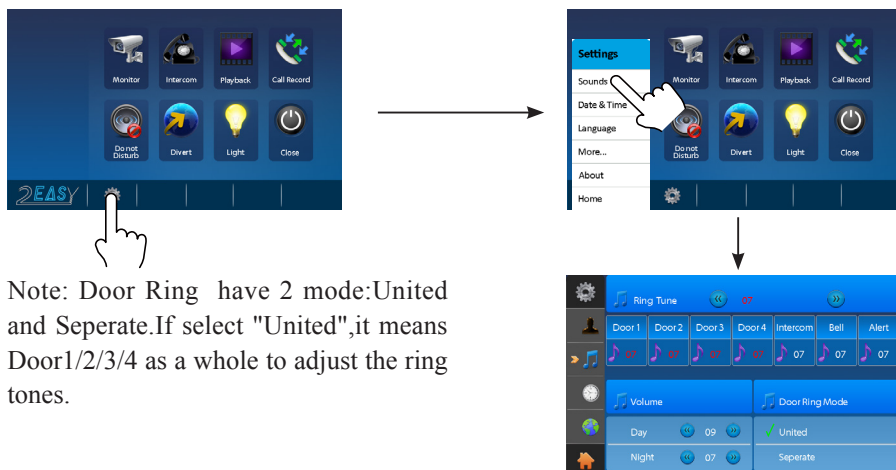 Monitor Intercom Playback Call Record
Do not Disturb Divert Light Close
2EASY
Settings
Sounds
Date & Time
Language
More...
About
Home
Monitor Intercom Playback Call Record
Do not Disturb Divert Light Close
Note: Door Ring have 2 mode:United
and Seperate.If select "United",it means
Door1/2/3/4 as a whole to adjust the ring
tones.
Ring Tune 07
Door 1 Door 2 Door 3 Door 4 Intercom Bell Alert
07 07 07
Volume Door Ring Mode
Day 09 United
Night 07 Seperate